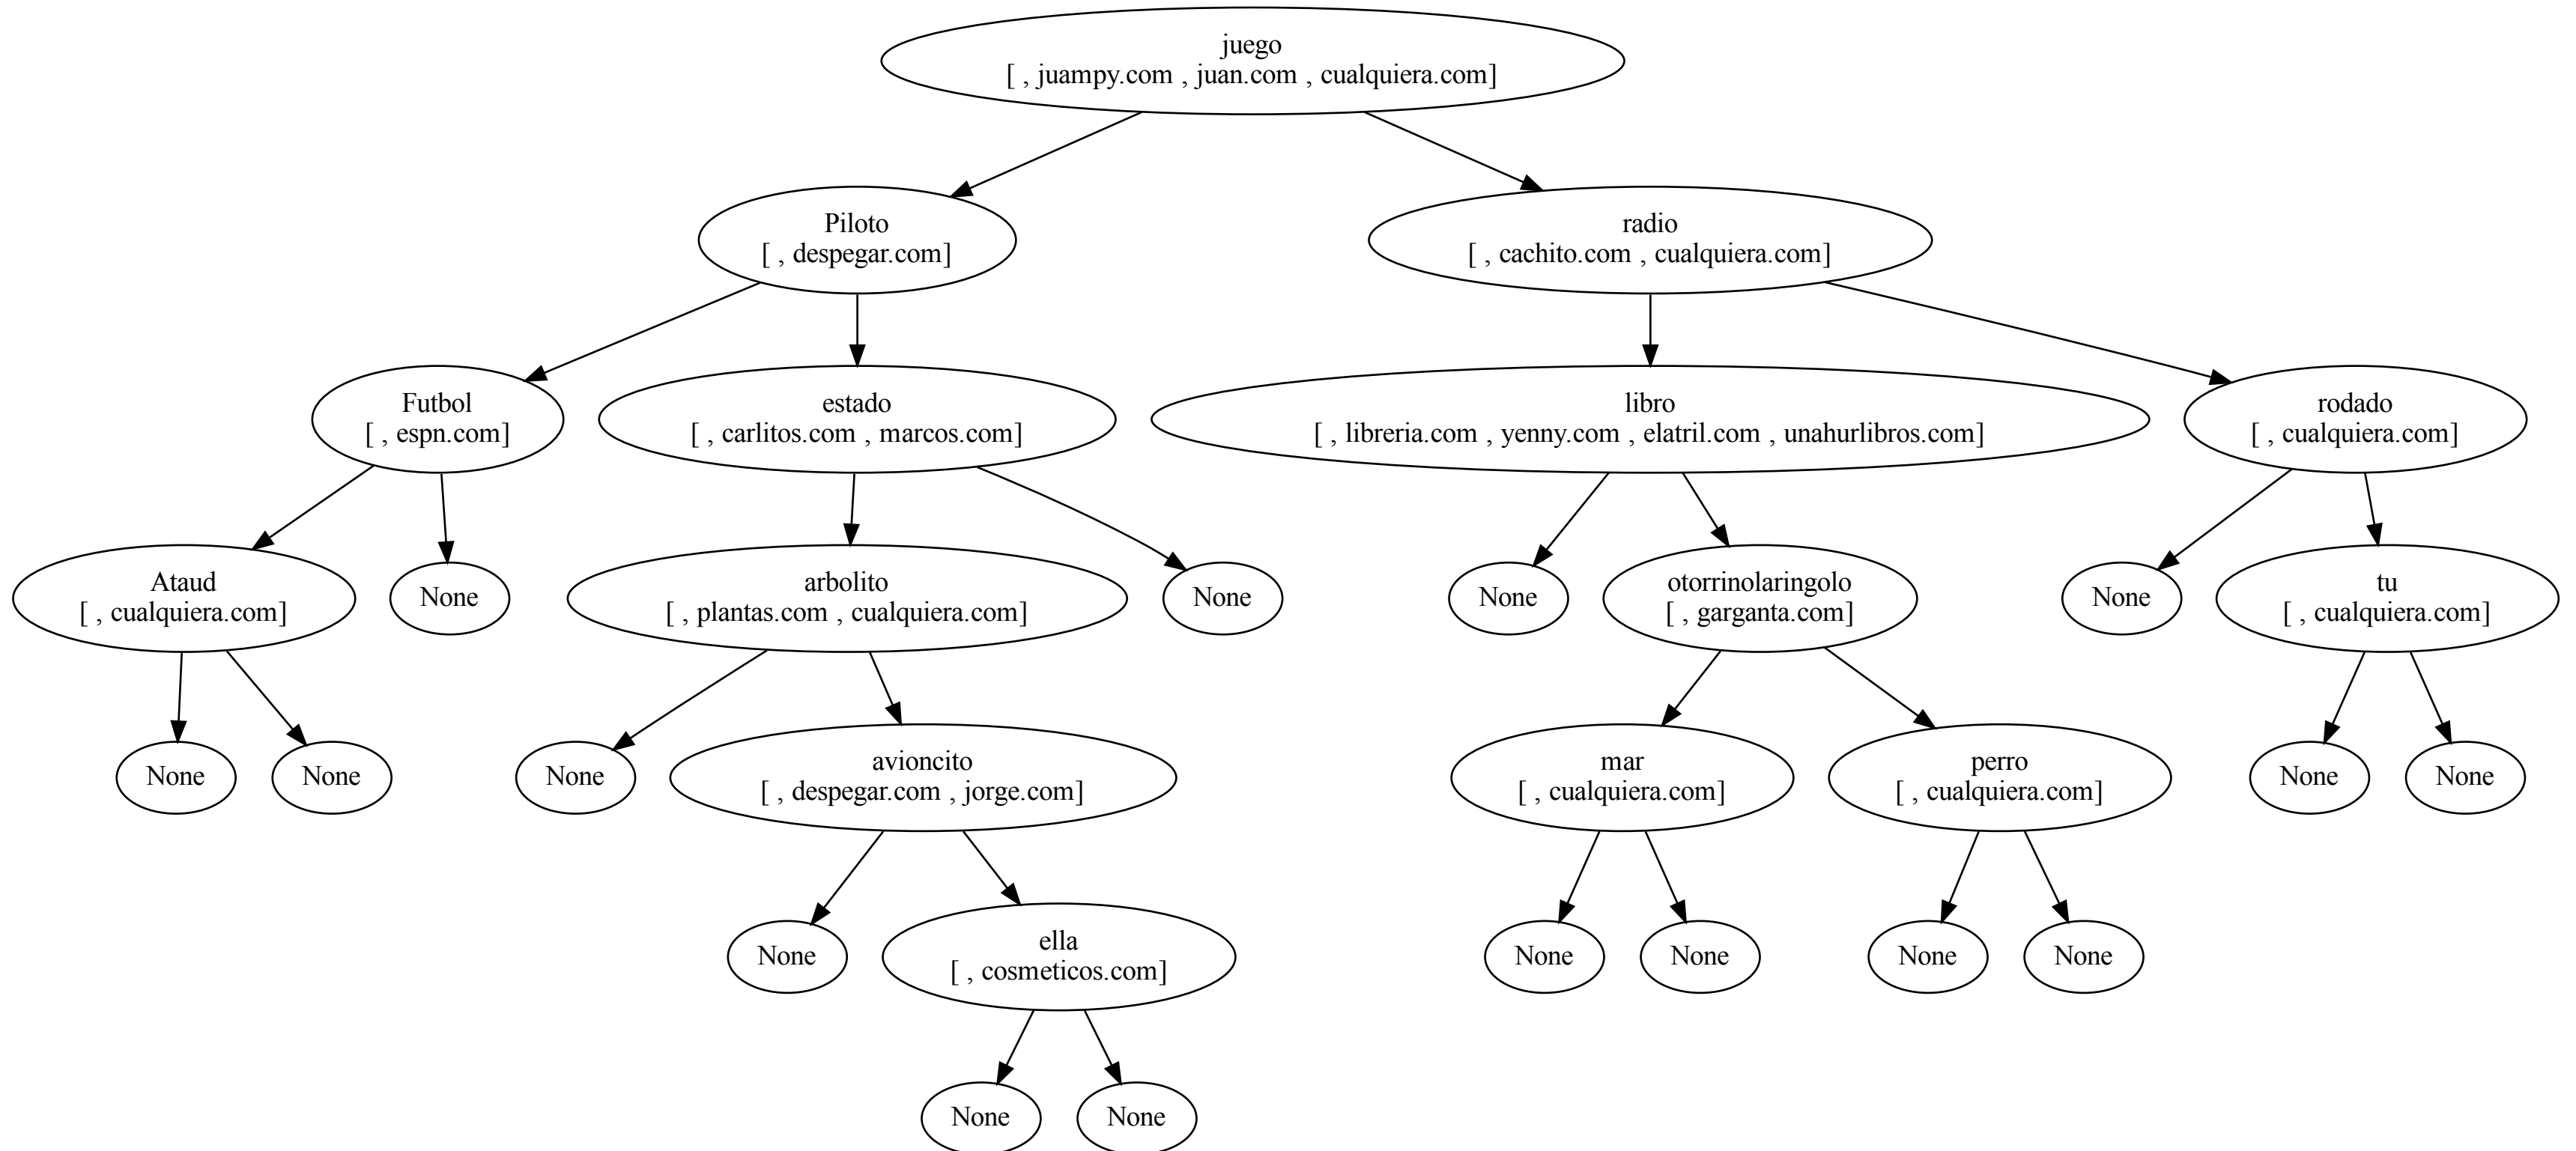 juego
[ , juampy.com , juan.com , cualquiera.com]
Piloto
[ , despegar.com]
radio
[ , cachito.com , cualquiera.com]
Futbol
[ , espn.com]
estado
[ , carlitos.com , marcos.com]
libro
[ , libreria.com , yenny.com , elatril.com , unahurlibros.com]
rodado
[ , cualquiera.com]
Ataud
[ , cualquiera.com]
None
arbolito
[ , plantas.com , cualquiera.com]
None
None
otorrinolaringolo
[ , garganta.com]
None
tu
[ , cualquiera.com]
None
None
None
avioncito
[ , despegar.com , jorge.com]
mar
[ , cualquiera.com]
perro
[ , cualquiera.com]
None
None
None
ella
[ , cosmeticos.com]
None
None
None
None
None
None